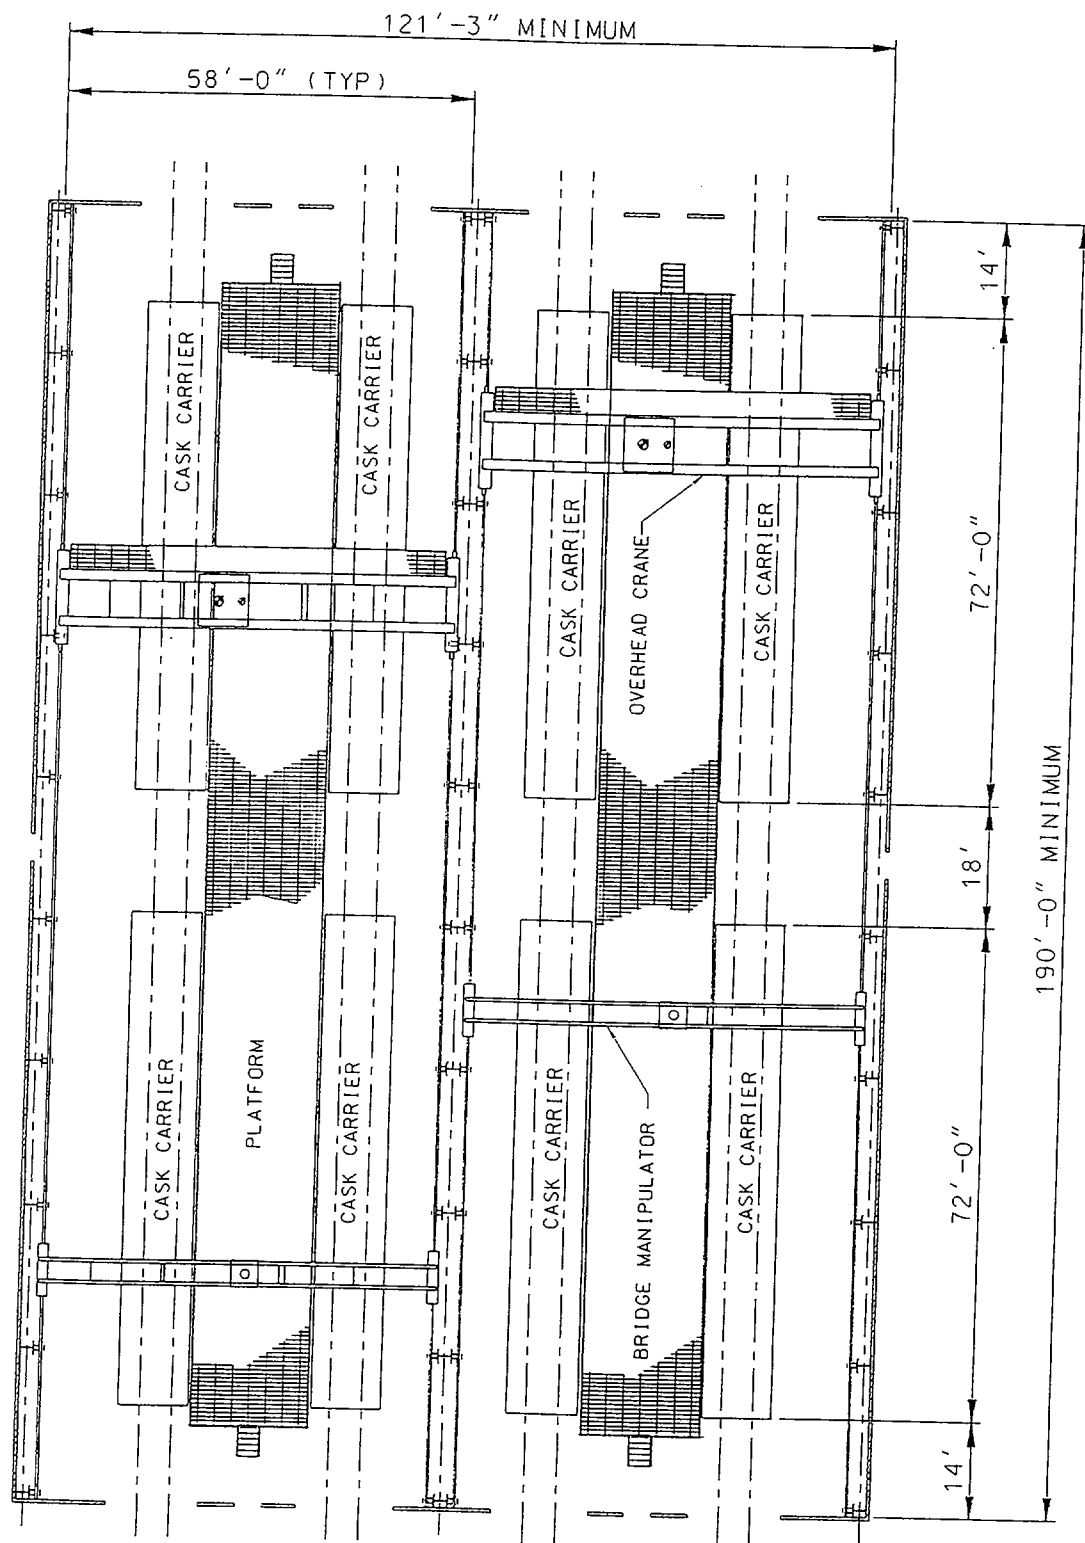 121'-3" MINIMUM
58'-0" (TYP)
14'
CASK CARRIER
CASK CARRIER
CASK CARRIER
CASK CARRIER
OVERHEAD CRANE
72'-0"
18'
190'-0" MINIMUM
PLATFORM
CASK CARRIER
CASK CARRIER
CASK CARRIER
CASK CARRIER
BRIDGE MANIPULATOR
72'-0"
14'